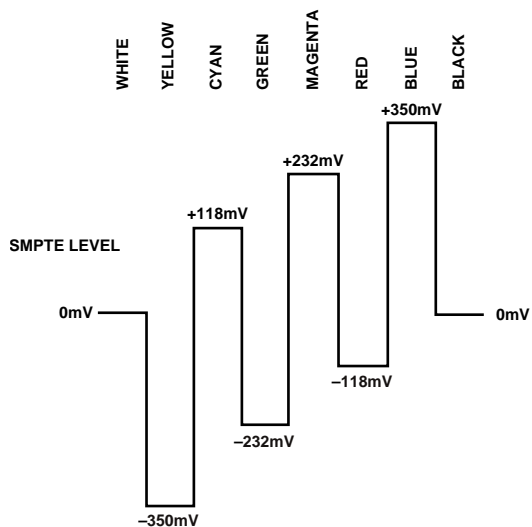 WHITE
YELLOW
CYAN
GREEN
MAGENTA
RED
BLUE
BLACK
+350mV
+232mV
+118mV
SMPTE LEVEL
0mV
0mV
–118mV
–232mV
–350mV